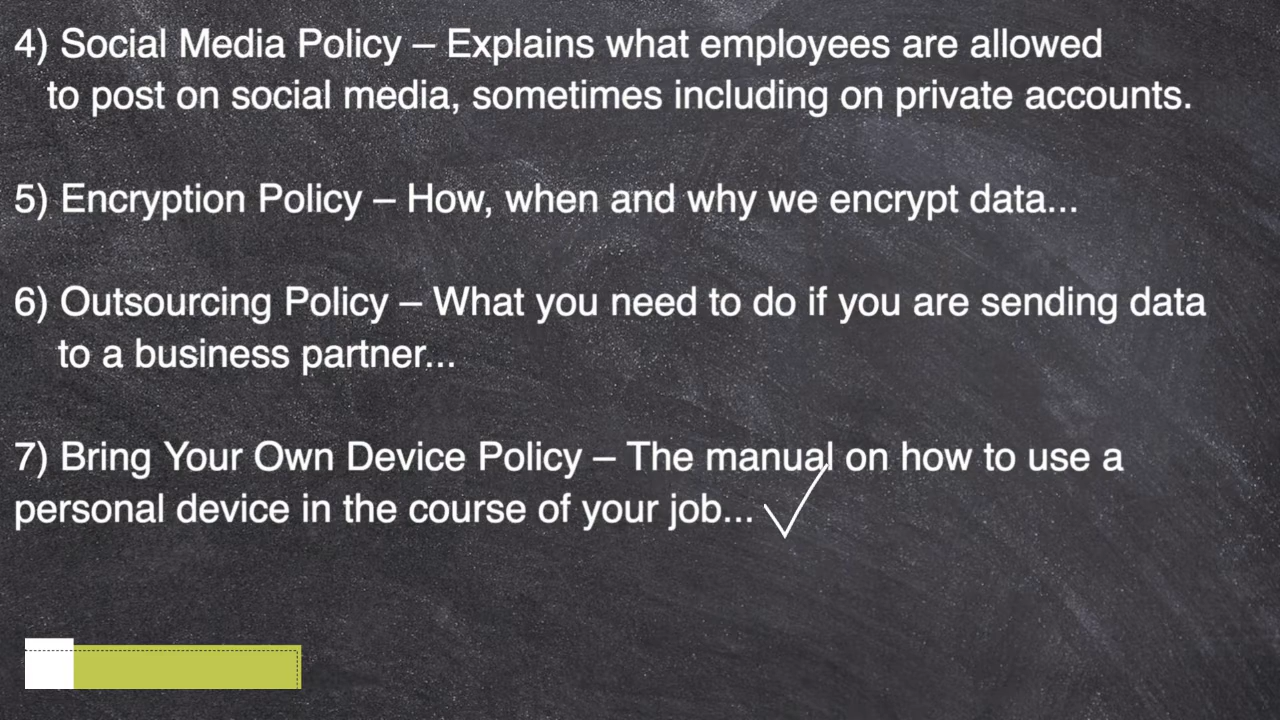 4) Social Media Policy – Explains what employees are allowed
to post on social media, sometimes including on private accounts.
5) Encryption Policy – How, when and why we encrypt data...
6) Outsourcing Policy – What you need to do if you are sending data
to a business partner...
7) Bring Your Own Device Policy – The manual on how to use a
personal device in the course of your job...